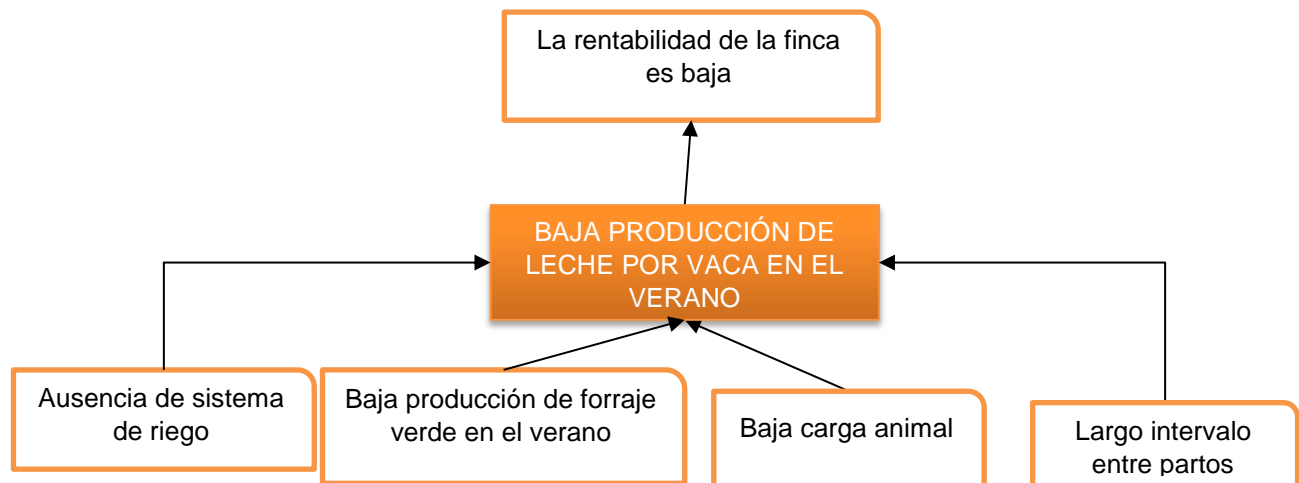 La rentabilidad de la finca
es baja
BAJA PRODUCCIÓN DE
LECHE POR VACA EN EL
VERANO
Ausencia de sistema
de riego
Baja producción de forraje
verde en el verano
Baja carga animal
Largo intervalo
entre partos